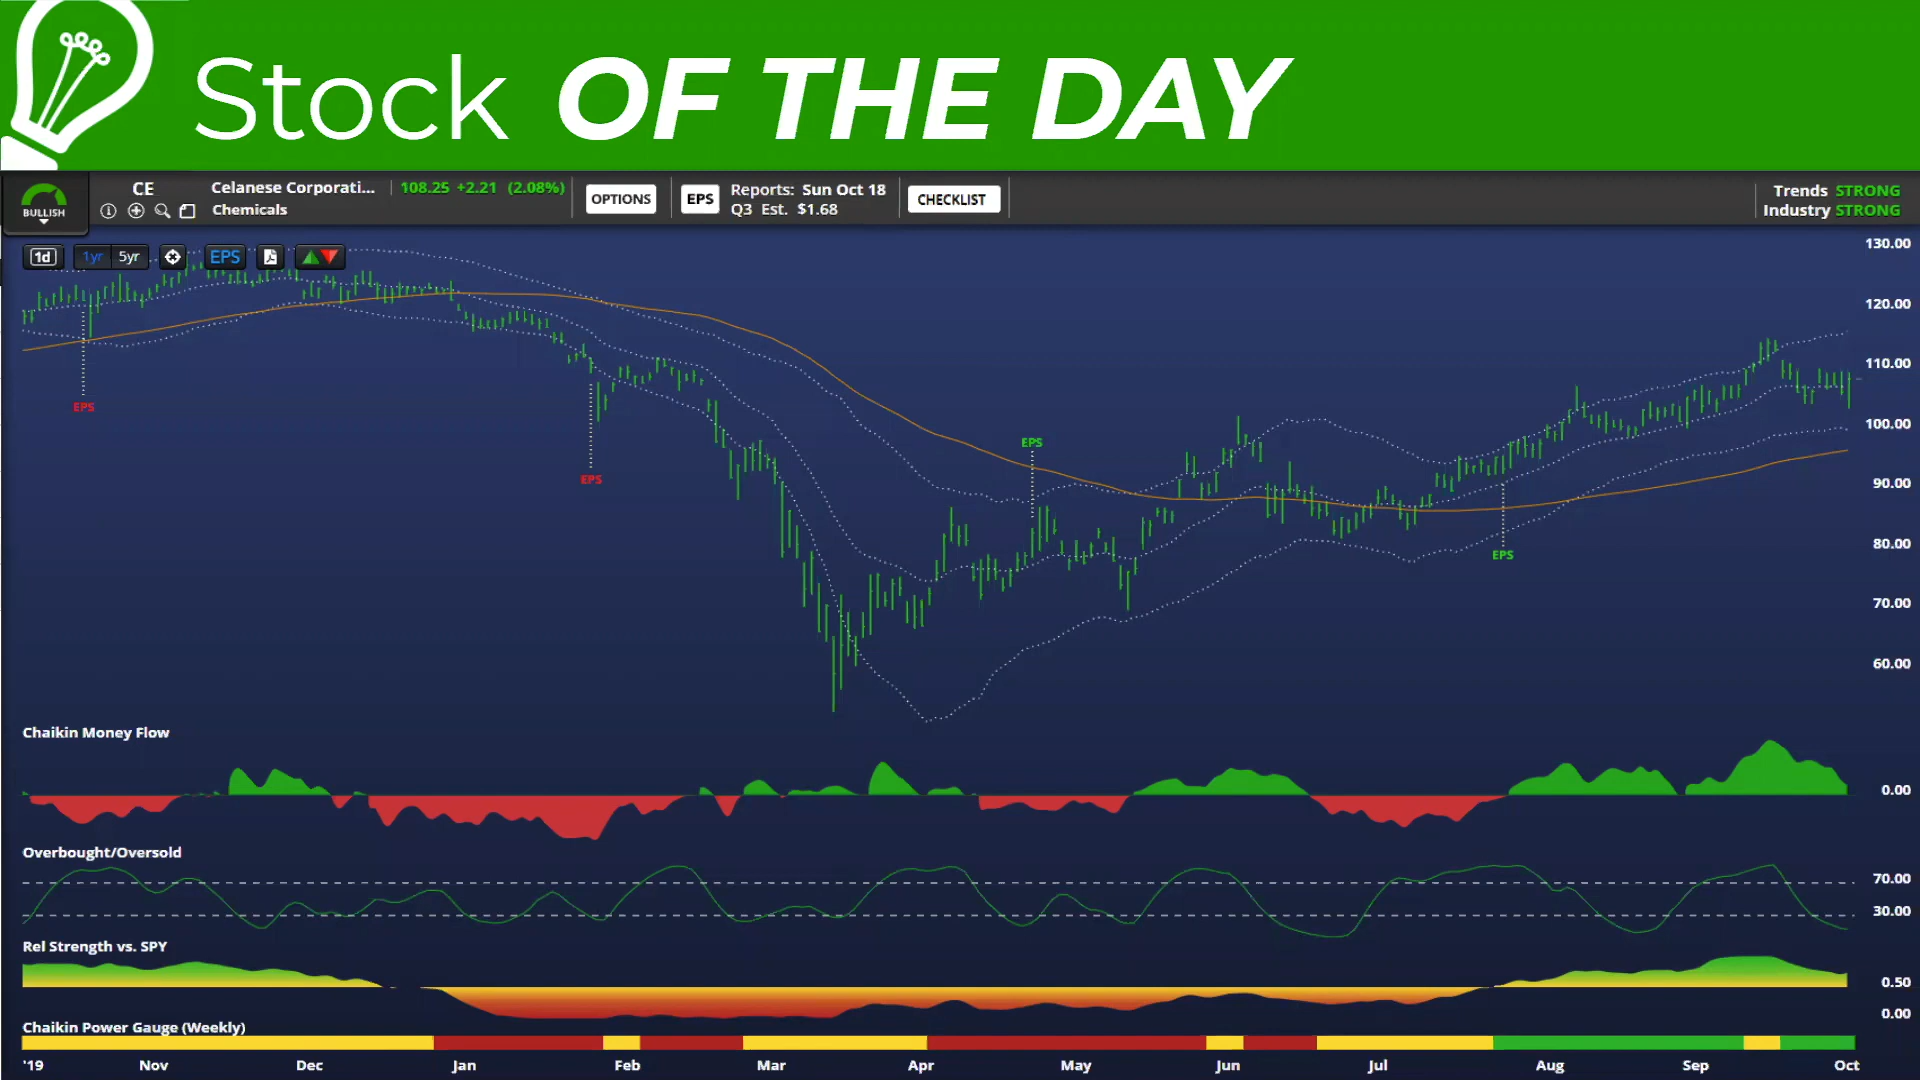 Stock OF THE DAY
BULLISH
CE
Celanese Corporati...
108.25 +2.21 (2.08%)
Chemicals
OPTIONS
EPS
Reports: Sun Oct 18
Q3 Est. $1.68
CHECKLIST
Trends STRONG
Industry STRONG
1d 1yr 5yr EPS
130.00
120.00
110.00
100.00
90.00
80.00
70.00
60.00
EPS
EPS
EPS
EPS
Chaikin Money Flow
0.00
Overbought/Oversold
70.00
30.00
Rel Strength vs. SPY
0.50
0.00
Chaikin Power Gauge (Weekly)
'19 Nov Dec Jan Feb Mar Apr May Jun Jul Aug Sep Oct